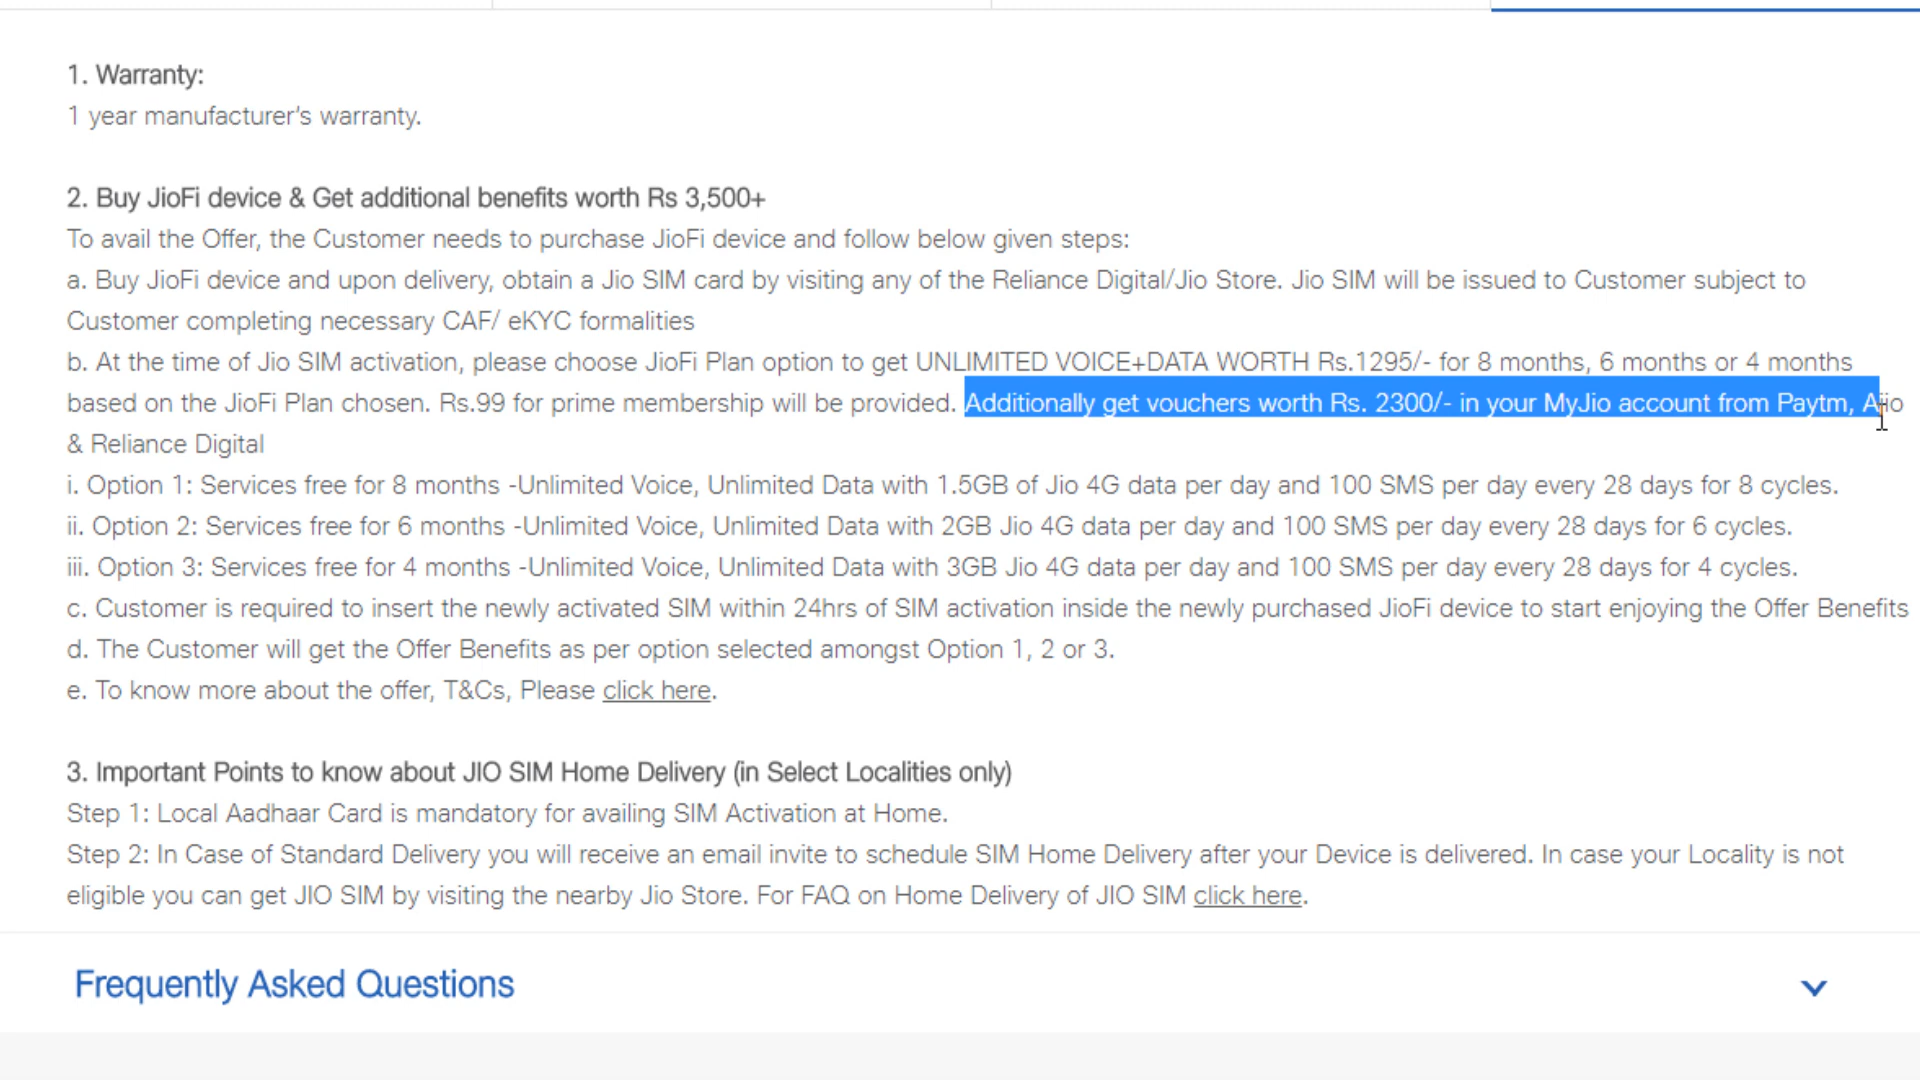 1. Warranty:
1 year manufacturer's warranty.
2. Buy JioFi device & Get additional benefits worth Rs 3,500+
To avail the Offer, the Customer needs to purchase JioFi device and follow below given steps:
a. Buy JioFi device and upon delivery, obtain a Jio SIM card by visiting any of the Reliance Digital/Jio Store. Jio SIM will be issued to Customer subject to
Customer completing necessary CAF/ eKYC formalities
b. At the time of Jio SIM activation, please choose JioFi Plan option to get UNLIMITED VOICE+DATA WORTH Rs.1295/- for 8 months, 6 months or 4 months
based on the JioFi Plan chosen. Rs.99 for prime membership will be provided. Additionally get vouchers worth Rs. 2300/- in your MyJio account from Paytm, Ajio
& Reliance Digital
i. Option 1: Services free for 8 months -Unlimited Voice, Unlimited Data with 1.5GB of Jio 4G data per day and 100 SMS per day every 28 days for 8 cycles.
ii. Option 2: Services free for 6 months -Unlimited Voice, Unlimited Data with 2GB Jio 4G data per day and 100 SMS per day every 28 days for 6 cycles.
iii. Option 3: Services free for 4 months -Unlimited Voice, Unlimited Data with 3GB Jio 4G data per day and 100 SMS per day every 28 days for 4 cycles.
c. Customer is required to insert the newly activated SIM within 24hrs of SIM activation inside the newly purchased JioFi device to start enjoying the Offer Benefits
d. The Customer will get the Offer Benefits as per option selected amongst Option 1, 2 or 3.
e. To know more about the offer, T&Cs, Please click here.
3. Important Points to know about JIO SIM Home Delivery (in Select Localities only)
Step 1: Local Aadhaar Card is mandatory for availing SIM Activation at Home.
Step 2: In Case of Standard Delivery you will receive an email invite to schedule SIM Home Delivery after your Device is delivered. In case your Locality is not
eligible you can get JIO SIM by visiting the nearby Jio Store. For FAQ on Home Delivery of JIO SIM click here.
Frequently Asked Questions